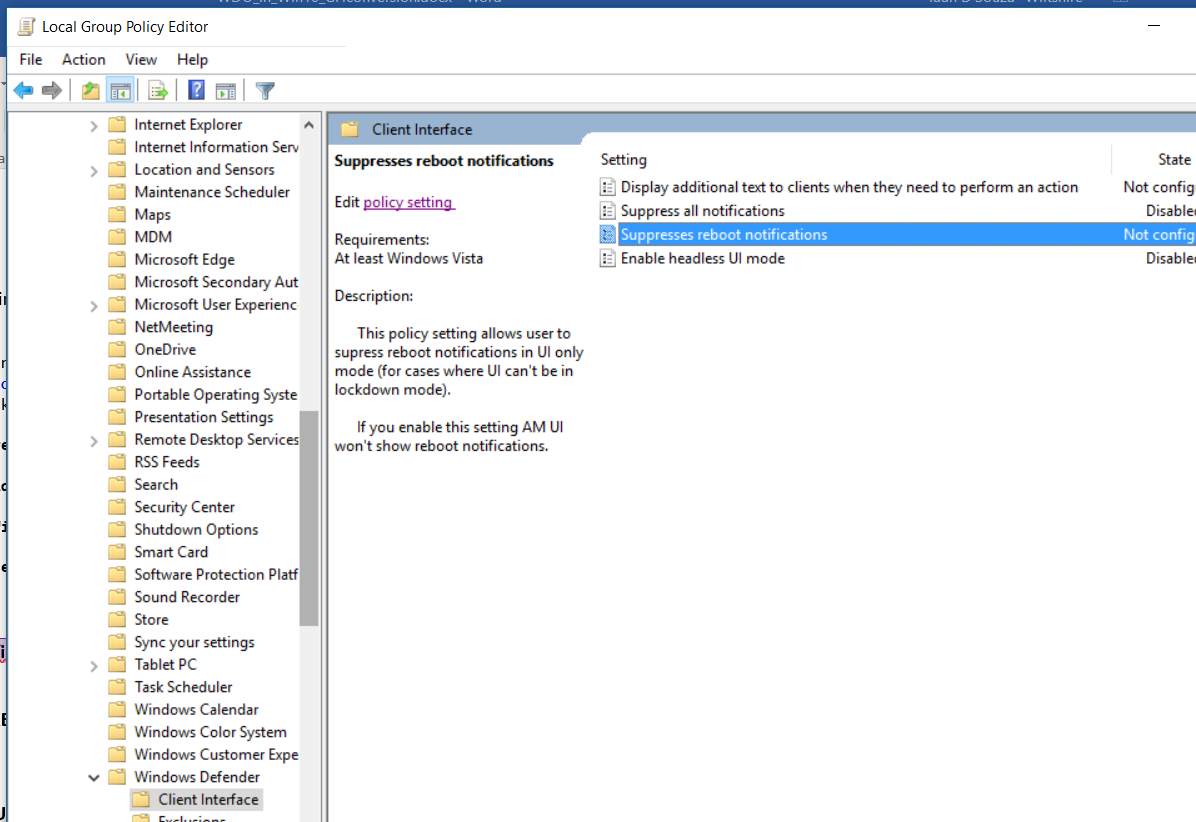 Local Group Policy Editor
File Action View Help
Internet Explorer
Internet Information Serv
Location and Sensors
Maintenance Scheduler
Maps
MDM
Microsoft Edge
Microsoft Secondary Aut
Microsoft User Experienc
NetMeeting
OneDrive
Online Assistance
Portable Operating Syste
Presentation Settings
Remote Desktop Services
RSS Feeds
Search
Security Center
Shutdown Options
Smart Card
Software Protection Platf
Sound Recorder
Store
Sync your settings
Tablet PC
Task Scheduler
Windows Calendar
Windows Color System
Windows Customer Expe
Windows Defender
Client Interface
Exclusions
Client Interface
Suppresses reboot notifications
Edit policy setting
Requirements:
At least Windows Vista
Description:
This policy setting allows user to
supress reboot notifications in UI only
mode (for cases where UI can't be in
lockdown mode).
If you enable this setting AM UI
won't show reboot notifications.
Setting State
Display additional text to clients when they need to perform an action Not config
Suppress all notifications Disable
Suppresses reboot notifications Not config
Enable headless UI mode Disable